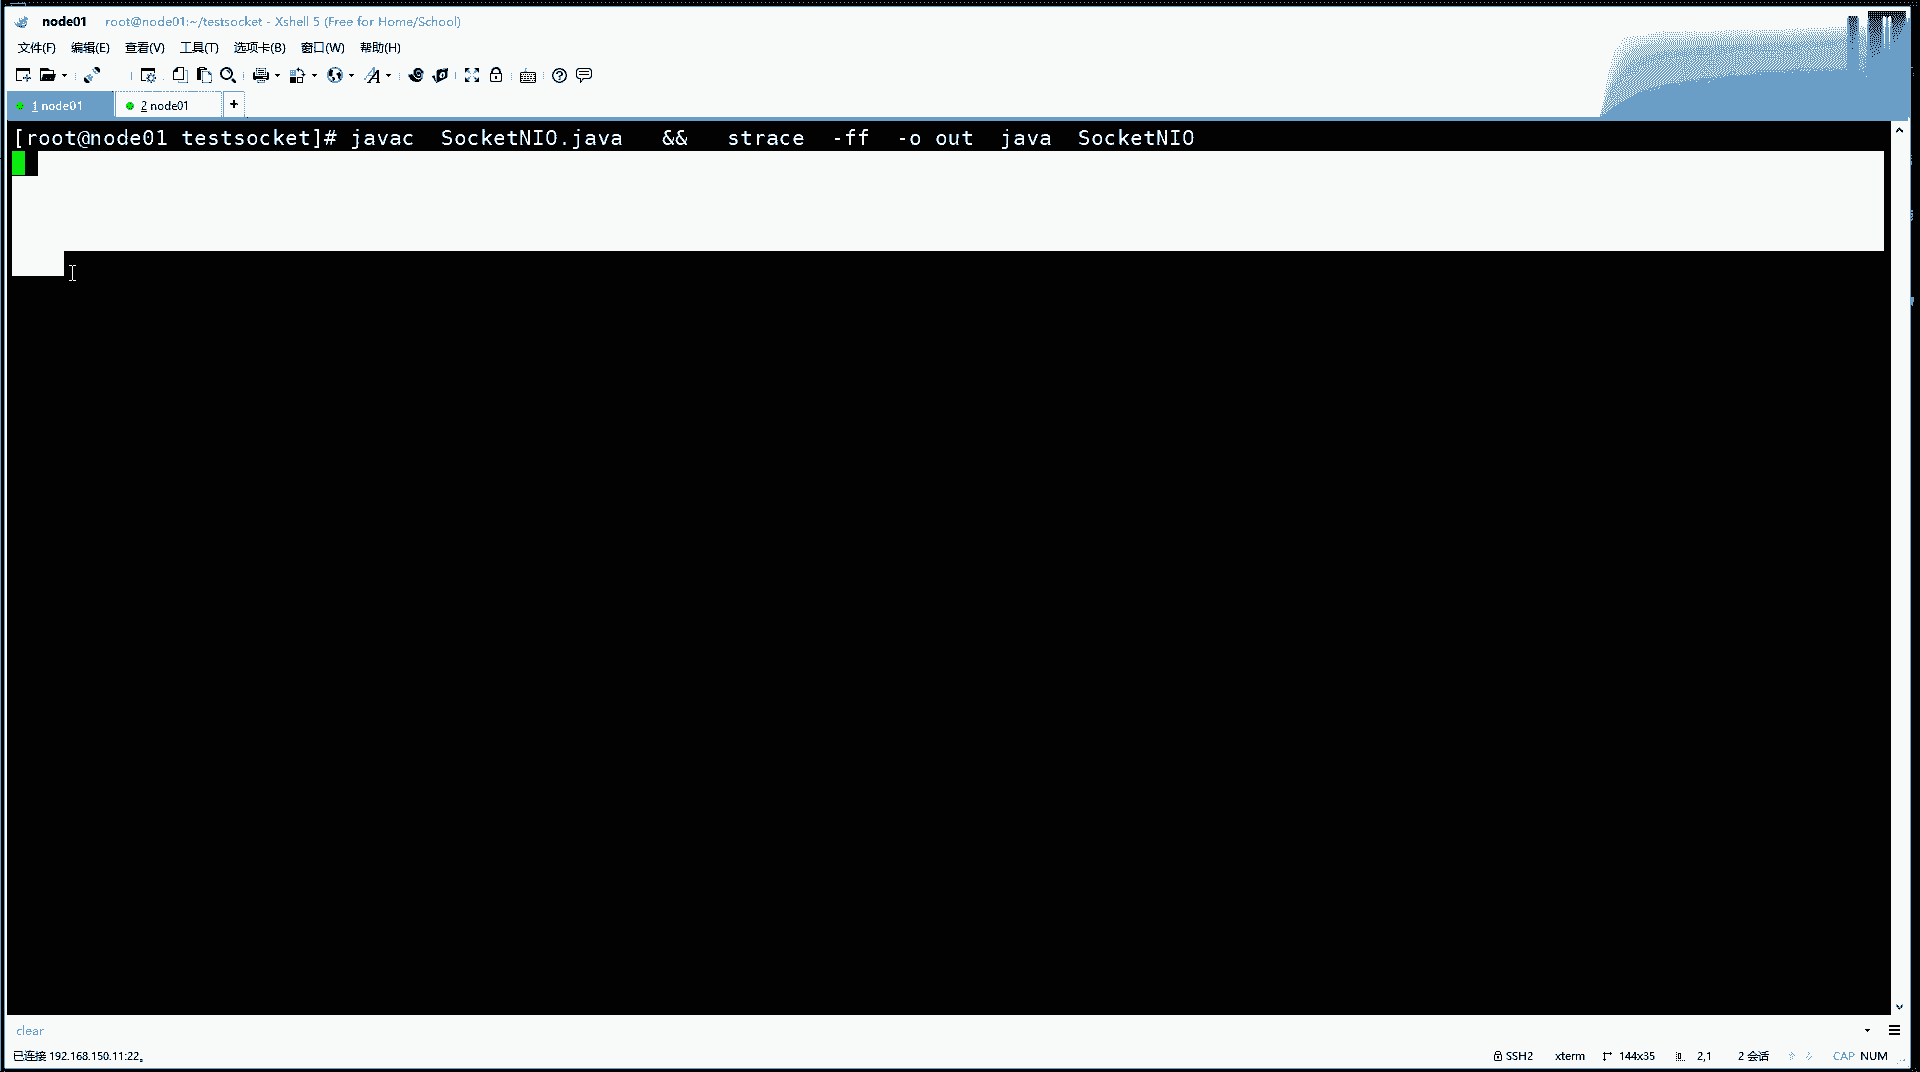 node01 root@node01:~/testsocket - Xshell 5 (Free for Home/School)
文件(F) 编辑(E) 查看(V) 工具(T) 选项卡(B) 窗口(W) 帮助(H)
1 node01 2 node01 +
[root@node01 testsocket]# javac  SocketNIO.java   &&   strace  -ff  -o out  java  SocketNIO
clear
已连接 192.168.150.11:22。 SSH2 xterm 144x35 2,1 2 会话 CAP NUM